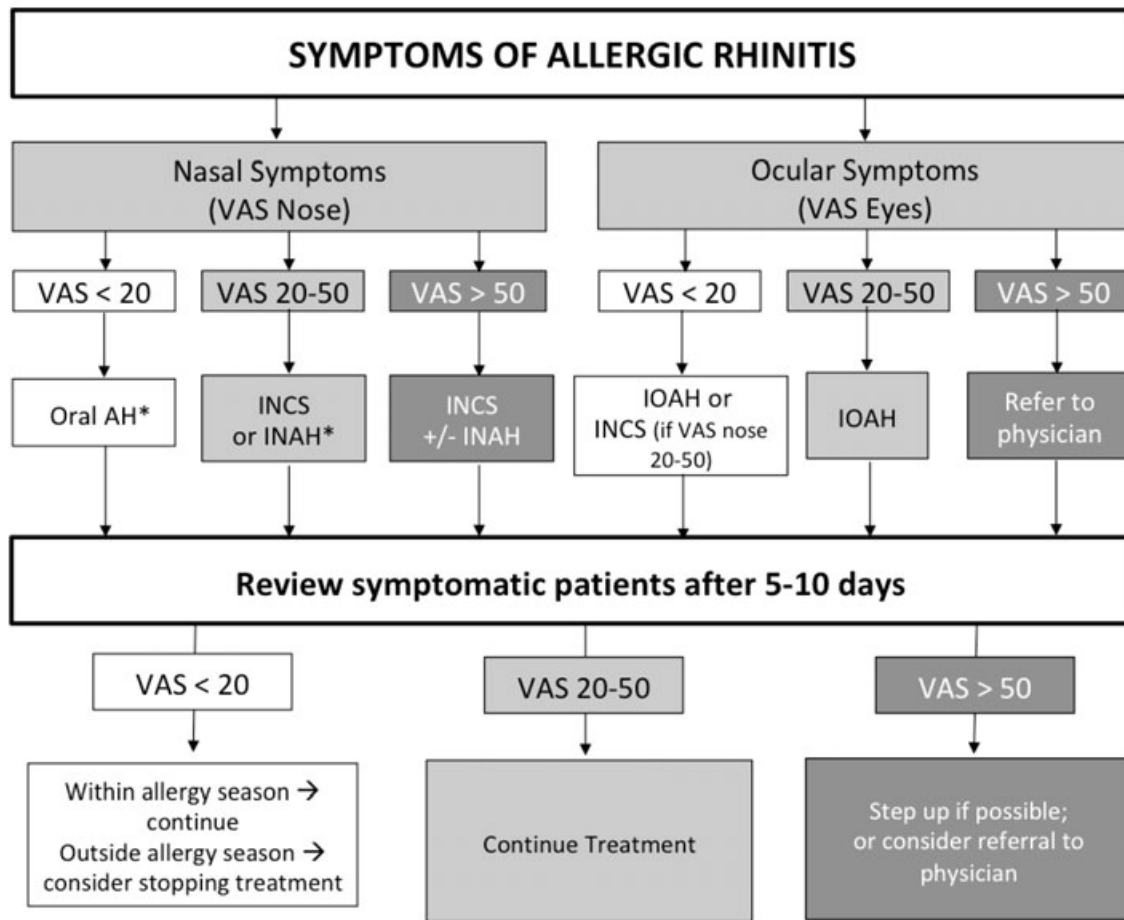 SYMPTOMS OF ALLERGIC RHINITIS
Nasal Symptoms
(VAS Nose)
Ocular Symptoms
(VAS Eyes)
VAS < 20
VAS 20-50
VAS > 50
VAS < 20
VAS 20-50
VAS > 50
Oral AH*
INCS
or INAH*
INCS
+/- INAH
IOAH or
INCS (if VAS nose
20-50)
IOAH
Refer to
physician
Review symptomatic patients after 5-10 days
VAS < 20
VAS 20-50
VAS > 50
Within allergy season →
continue
Outside allergy season →
consider stopping treatment
Continue Treatment
Step up if possible;
or consider referral to
physician